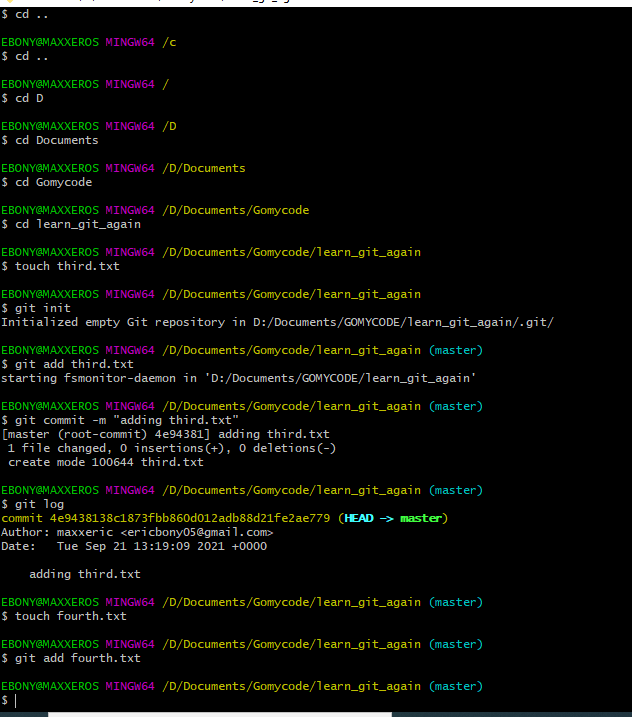 $ cd ..
EBONY@MAXXEROS MINGW64 /c
$ cd ..
EBONY@MAXXEROS MINGW64 /
$ cd D
EBONY@MAXXEROS MINGW64 /D
$ cd Documents
EBONY@MAXXEROS MINGW64 /D/Documents
$ cd Gomycode
EBONY@MAXXEROS MINGW64 /D/Documents/Gomycode
$ cd learn_git_again
EBONY@MAXXEROS MINGW64 /D/Documents/Gomycode/learn_git_again
$ touch third.txt
EBONY@MAXXEROS MINGW64 /D/Documents/Gomycode/learn_git_again
$ git init
Initialized empty Git repository in D:/Documents/GOMYCODE/learn_git_again/.git/
EBONY@MAXXEROS MINGW64 /D/Documents/Gomycode/learn_git_again (master)
$ git add third.txt
starting fsmonitor-daemon in 'D:/Documents/GOMYCODE/learn_git_again'
EBONY@MAXXEROS MINGW64 /D/Documents/Gomycode/learn_git_again (master)
$ git commit -m "adding third.txt"
[master (root-commit) 4e94381] adding third.txt
1 file changed, 0 insertions(+), 0 deletions(-)
create mode 100644 third.txt
EBONY@MAXXEROS MINGW64 /D/Documents/Gomycode/learn_git_again (master)
$ git log
commit 4e9438138c1873fbb860d012adb88d21fe2ae779 (HEAD -> master)
Author: maxxeric <ericbony05@gmail.com>
Date: Tue Sep 21 13:19:09 2021 +0000
adding third.txt
EBONY@MAXXEROS MINGW64 /D/Documents/Gomycode/learn_git_again (master)
$ touch fourth.txt
EBONY@MAXXEROS MINGW64 /D/Documents/Gomycode/learn_git_again (master)
$ git add fourth.txt
EBONY@MAXXEROS MINGW64 /D/Documents/Gomycode/learn_git_again (master)
$